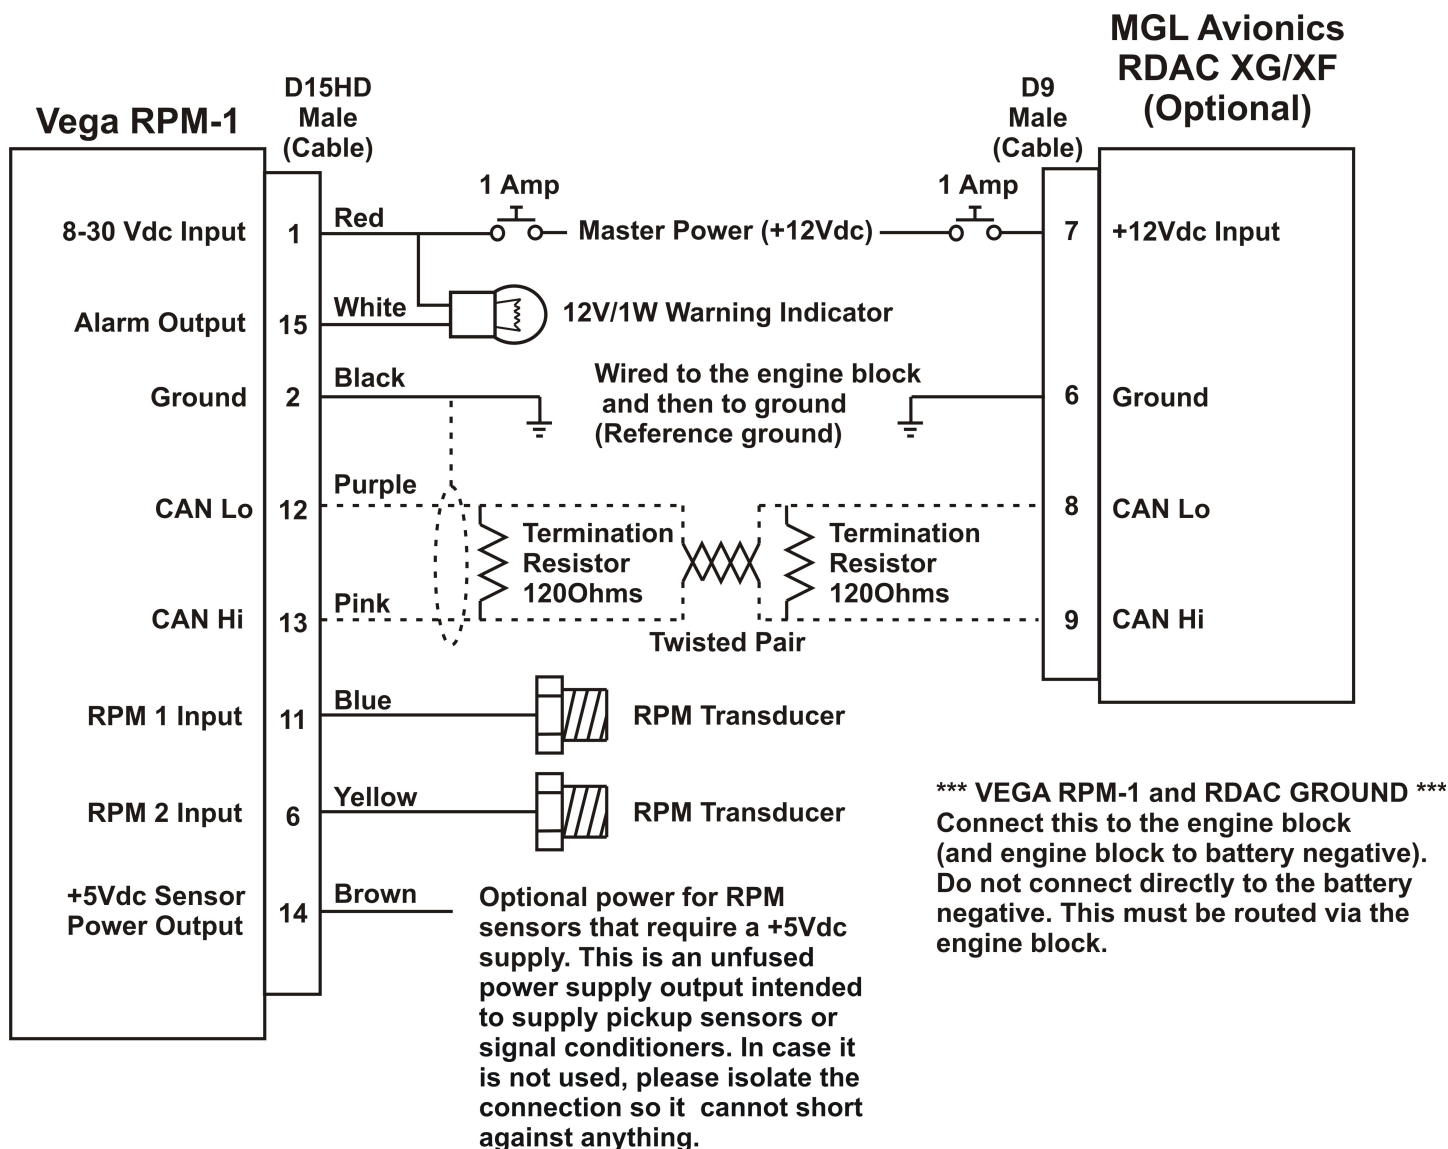 MGL Avionics
RDAC XG/XF
(Optional)
Vega RPM-1
D15HD
Male
(Cable)
D9
Male
(Cable)
8-30 Vdc Input
1
Red
1 Amp
Master Power (+12Vdc)
1 Amp
7
+12Vdc Input
Alarm Output
15
White
12V/1W Warning Indicator
Ground
2
Black
Wired to the engine block
and then to ground
(Reference ground)
6
Ground
CAN Lo
12
Purple
Termination
Resistor
120Ohms
Termination
Resistor
120Ohms
8
CAN Lo
CAN Hi
13
Pink
Twisted Pair
9
CAN Hi
RPM 1 Input
11
Blue
RPM Transducer
RPM 2 Input
6
Yellow
RPM Transducer
+5Vdc Sensor
Power Output
14
Brown
Optional power for RPM
sensors that require a +5Vdc
supply. This is an unfused
power supply output intended
to supply pickup sensors or
signal conditioners. In case it
is not used, please isolate the
connection so it  cannot short
against anything.
*** VEGA RPM-1 and RDAC GROUND ***
Connect this to the engine block
(and engine block to battery negative).
Do not connect directly to the battery
negative. This must be routed via the
engine block.